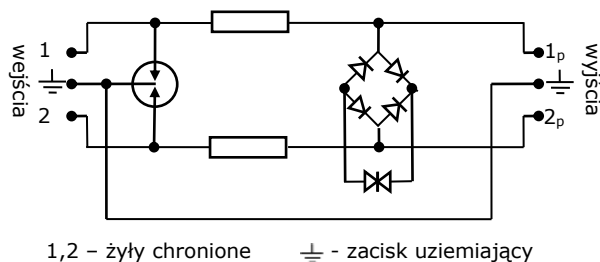 wejścia
1
2
1p
2p
wyjścia
1,2 – żyły chronione
- zacisk uziemiający